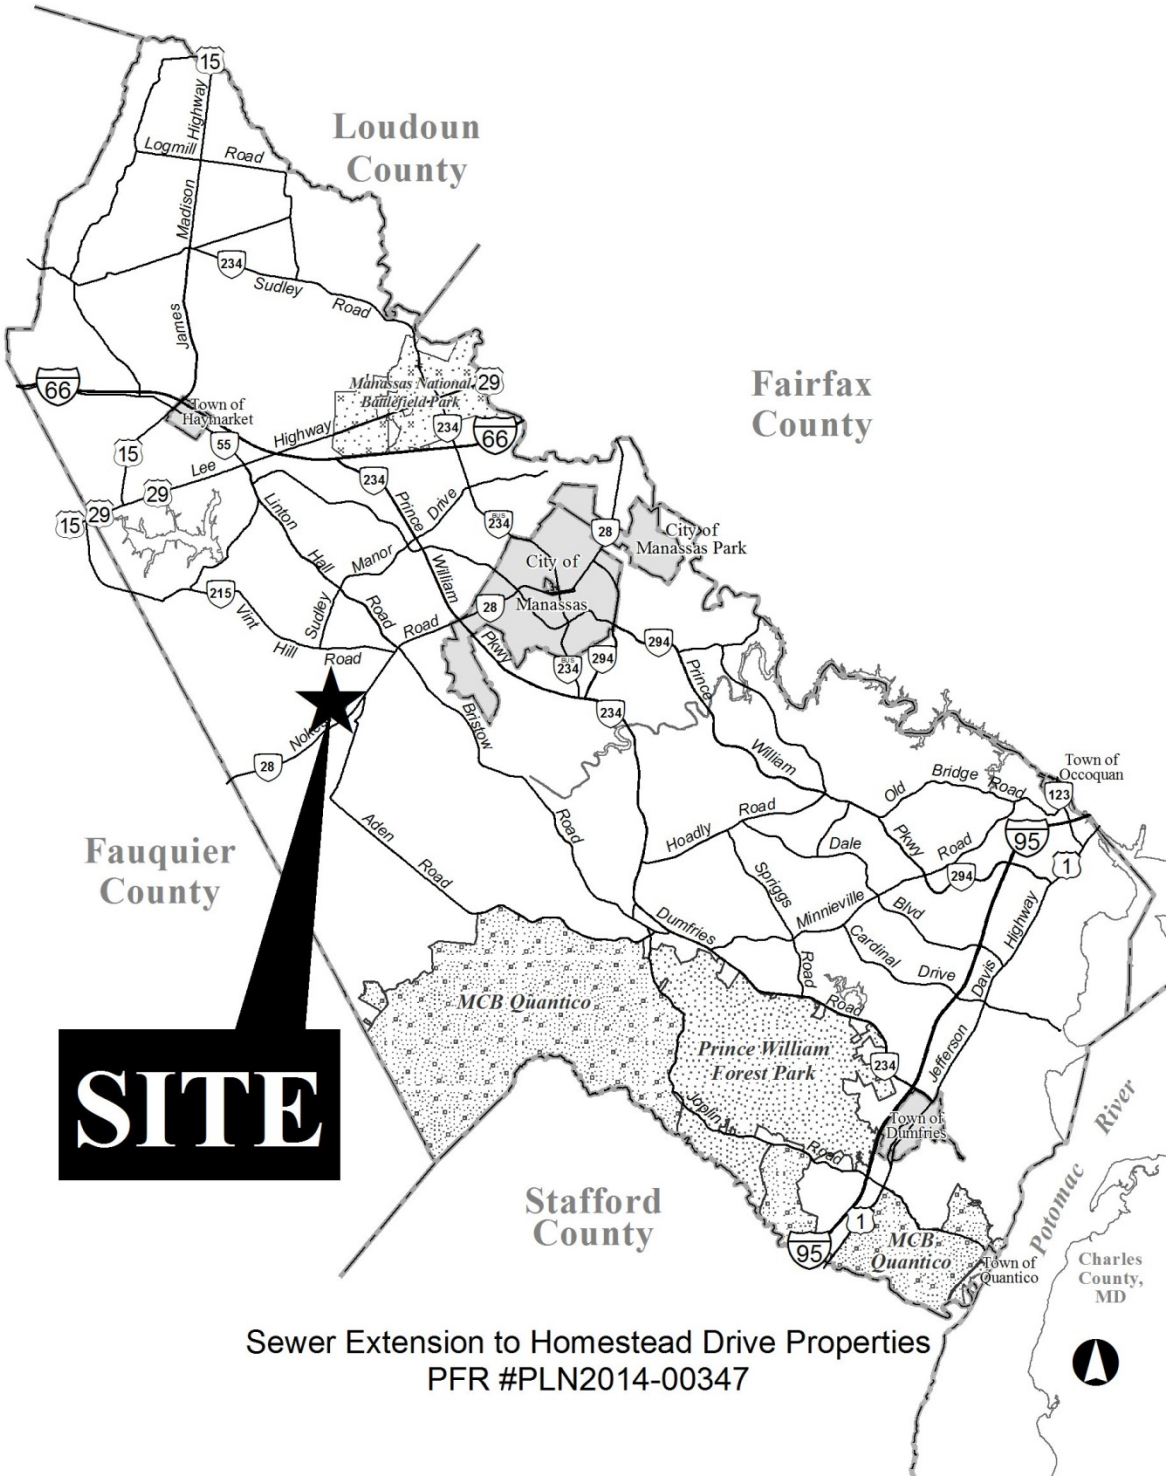 15
Highway
Logmill
Road
Loudoun
County
Madison
234
Sudley
Road
James
66
Manassas National
Battlefield Park
29
Fairfax
County
Town of
Haymarket
55
Highway
234
66
15
Lee
29
15
29
234
Prince
Drive
BUS
234
28
City of
Manassas Park
Linton
Hall
Road
Manor
Sudley
William
City of
Manassas
215
Vint
Hill
Road
Road
28
Pkwy
BUS
234
294
294
Prince
William
Pkwy
234
Bristow
Road
28
Aden
Road
Town of
Occoquan
Old
Bridge
Road
123
Hoadly
Road
95
1
Dale
Blvd
Road
294
Spriggs
Road
Minnieville
Highway
Fauquier
County
Dumfries
Road
Cardinal
Drive
Davis
Jefferson
MCB Quantico
Prince William
Forest Park
234
SITE
Joplin
Road
Town of
Dumfries
River
Potomac
Stafford
County
1
95
MCB
Quantico
Town of
Quantico
Charles
County,
MD
Sewer Extension to Homestead Drive Properties
PFR #PLN2014-00347